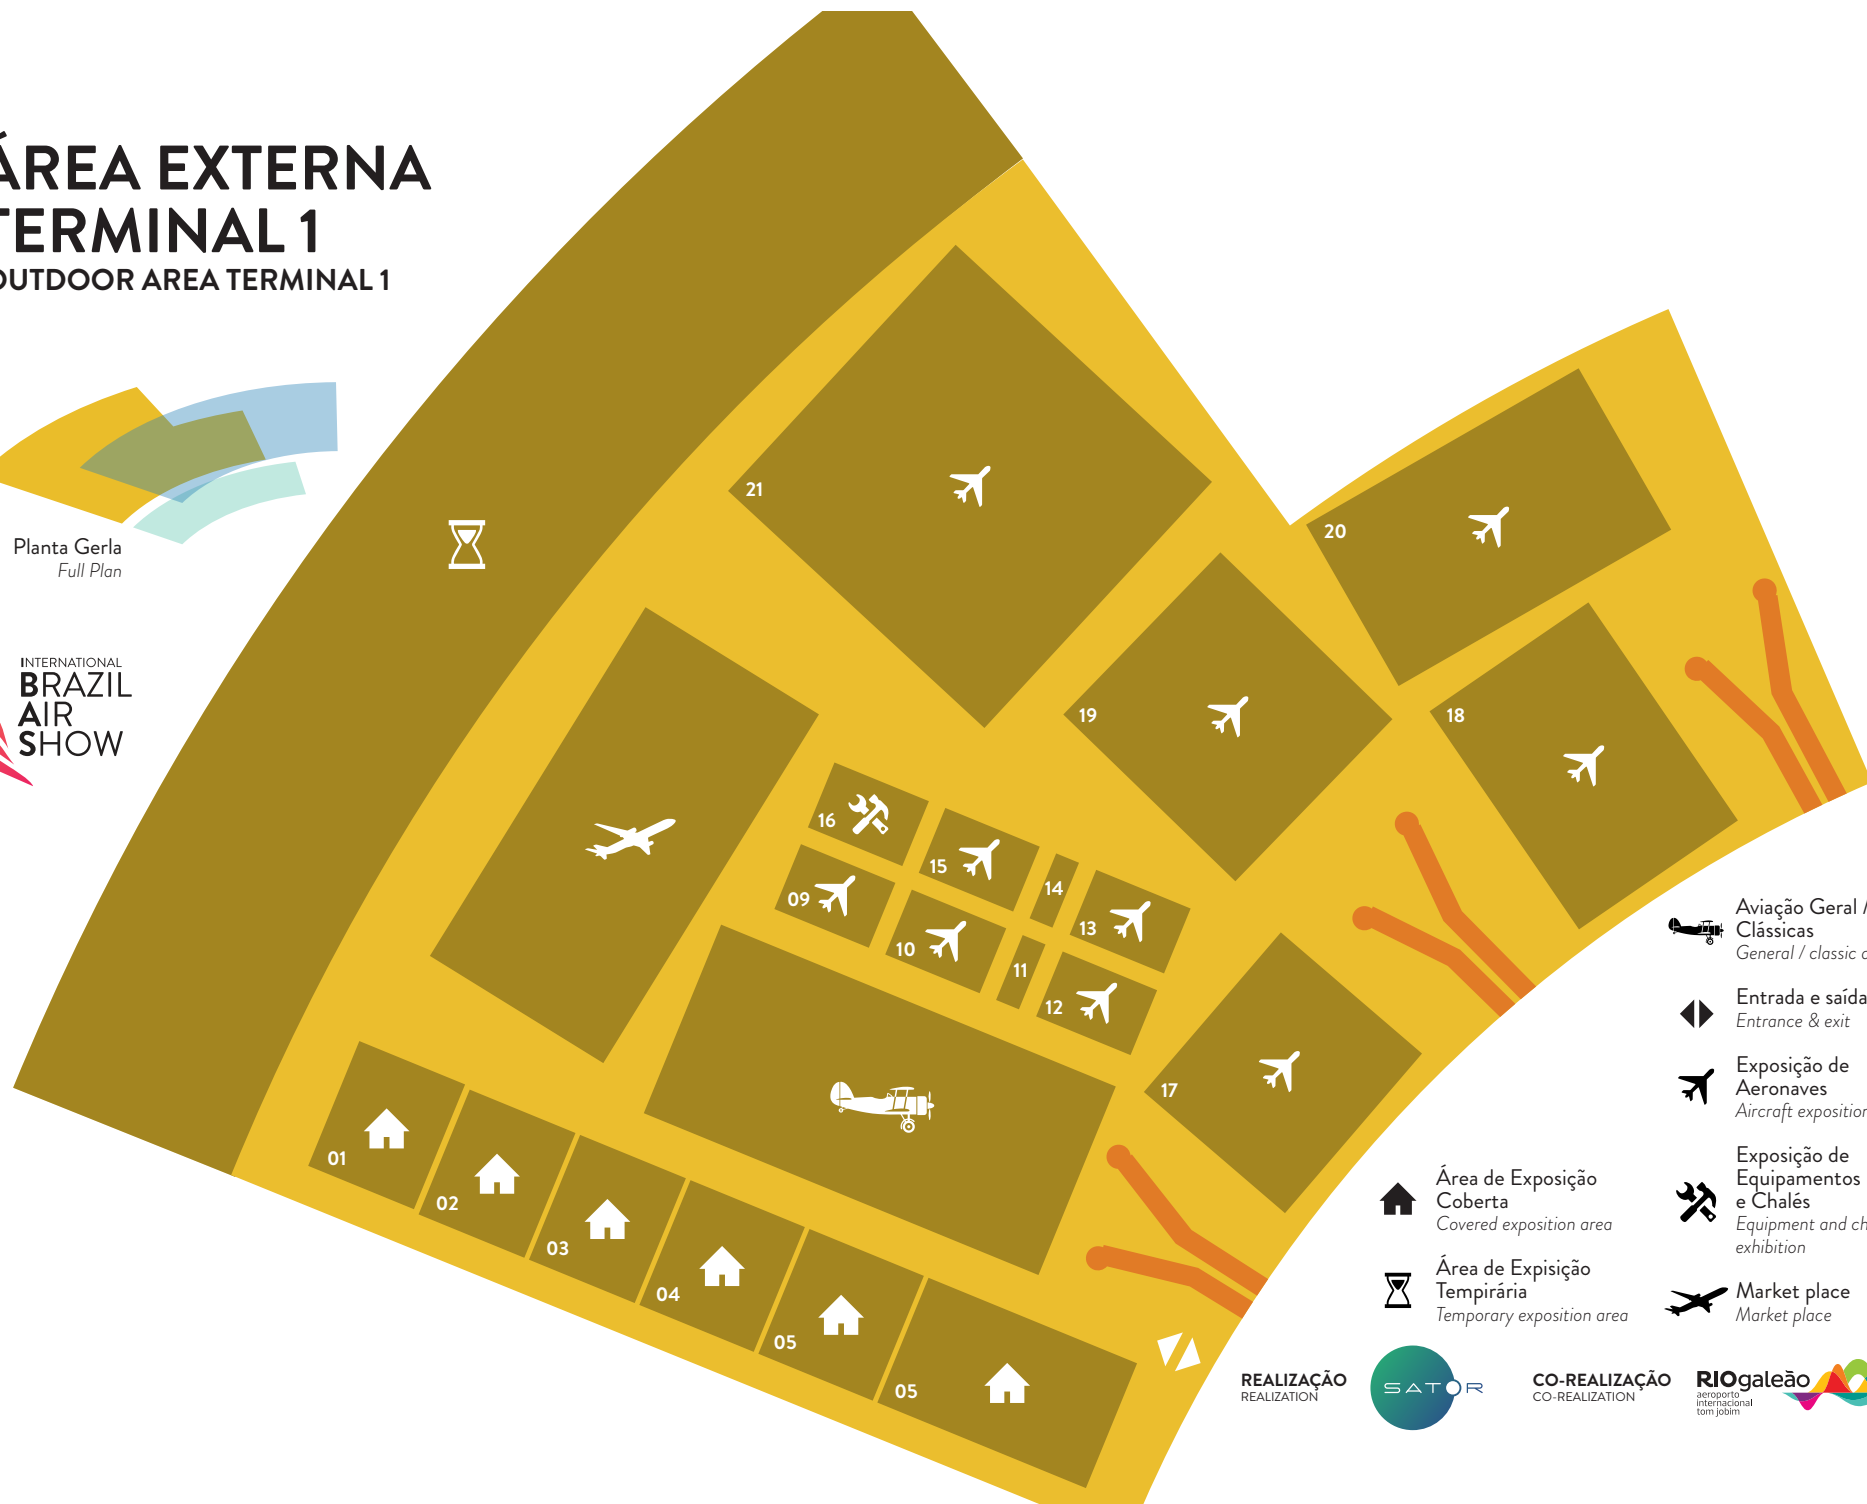 ÁREA EXTERNA
TERMINAL 1
OUTDOOR AREA TERMINAL 1
Planta Gerla
Full Plan
INTERNATIONAL
BRAZIL
AIR
SHOW
21
20
19
18
16
15
14
13
09
10
11
12
17
01
02
03
04
05
05
Aviação Geral /
Clássicas
General / classic
Entrada e saída
Entrance & exit
Exposição de
Aeronaves
Aircraft exposition
Exposição de
Equipamentos
e Chalés
Equipment and
exhibition
Market place
Market place
Área de Exposição
Coberta
Covered exposition area
Área de Expisição
Tempirária
Temporary exposition area
REALIZAÇÃO
REALIZATION
SATOR
CO-REALIZAÇÃO
CO-REALIZATION
RIOgaleão
aeroporto
internacional
tom jobim